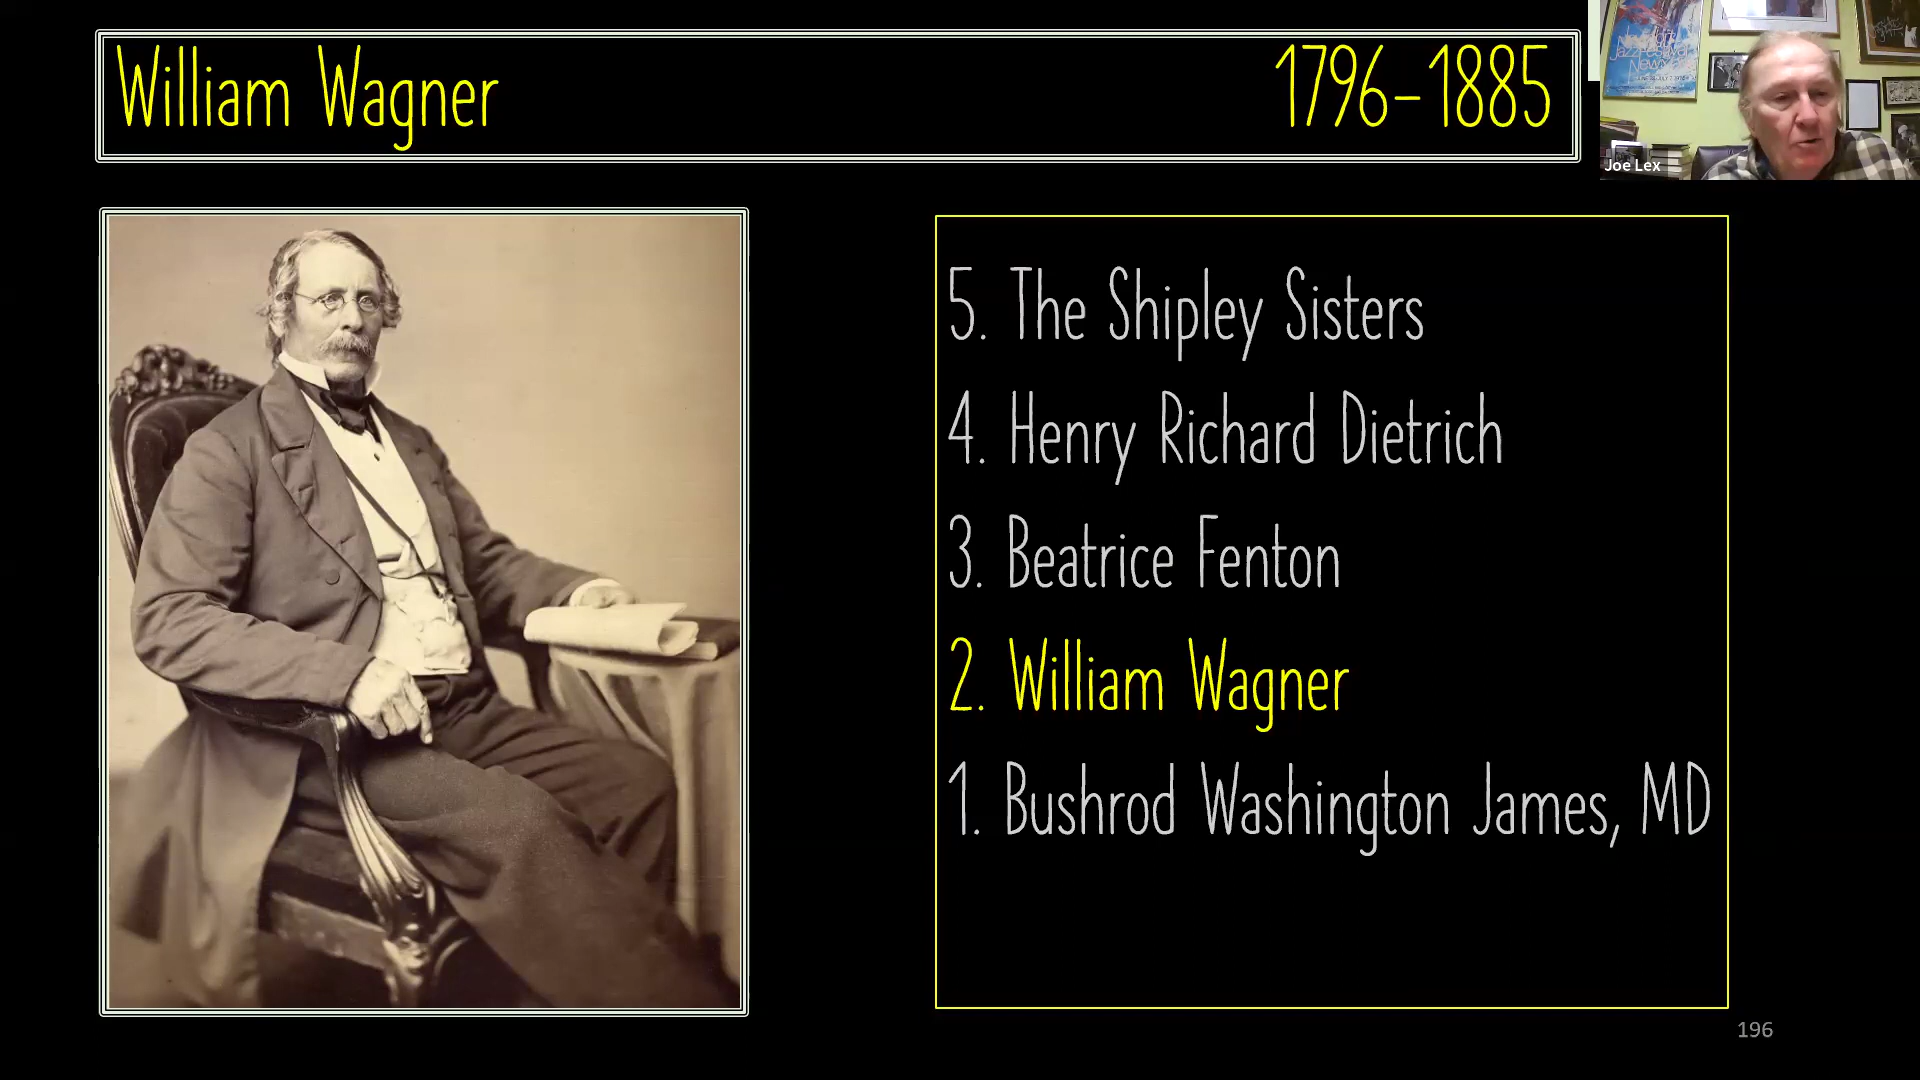 William Wagner 1796-1885
Joe Lex
5. The Shipley Sisters
4. Henry Richard Dietrich
3. Beatrice Fenton
2. William Wagner
1. Bushrod Washington James, MD
196